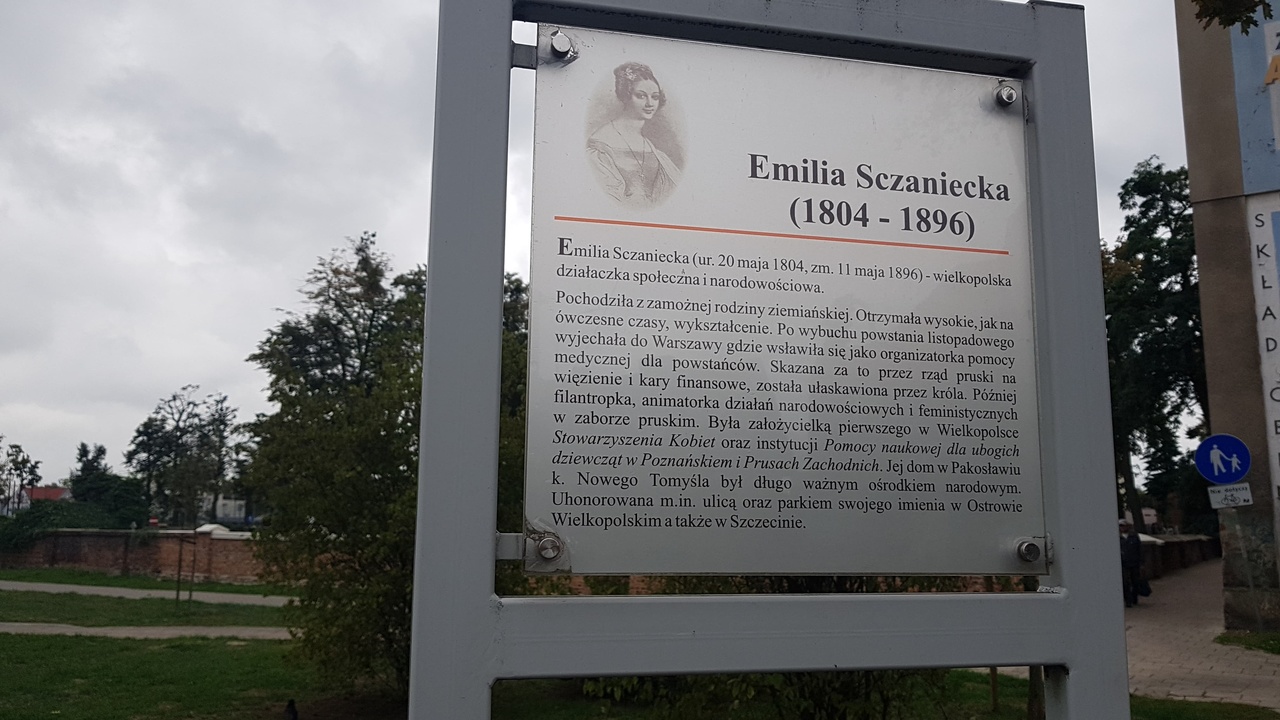 Emilia Sczaniecka
(1804 - 1896)
Emilia Sczaniecka (ur. 20 maja 1804, zm. 11 maja 1896) - wielkopolska
działaczka społeczna i narodowościowa.
Pochodziła z zamożnej rodziny ziemiańskiej. Otrzymała wysokie, jak na
ówczesne czasy, wykształcenie. Po wybuchu powstania listopadowego
wyjechała do Warszawy gdzie wsławiła się jako organizatorka pomocy
medycznej dla powstańców. Skazana za to przez rząd pruski na
więzienie i kary finansowe, została ułaskawiona przez króla. Później
filantropka, animatorka działań narodowościowych i feministycznych
w zaborze pruskim. Była założycielką pierwszego w Wielkopolsce
Stowarzyszenia Kobiet oraz instytucji Pomocy naukowej dla ubogich
dziewcząt w Poznańskiem i Prusach Zachodnich. Jej dom w Pakosławiu
k. Nowego Tomyśla był długo ważnym ośrodkiem narodowym.
Uhonorowana m.in. ulicą oraz parkiem swojego imienia w Ostrowie
Wielkopolskim a także w Szczecinie.
SKŁAD
Nie dotyczy